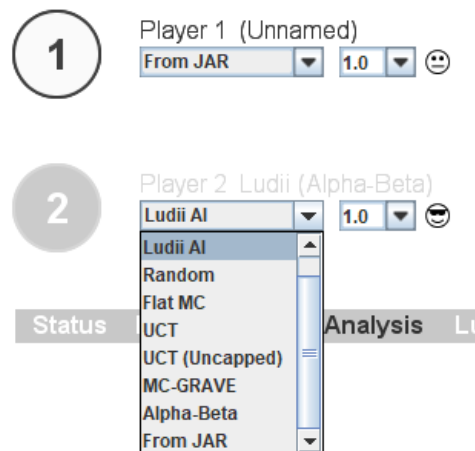 1
Player 1 (Unnamed)
From JAR 1.0
2
Player 2 Ludii (Alpha-Beta)
Ludii AI 1.0
Ludii AI
Random
Flat MC
UCT
UCT (Uncapped)
MC-GRAVE
Alpha-Beta
From JAR
Status Analysis